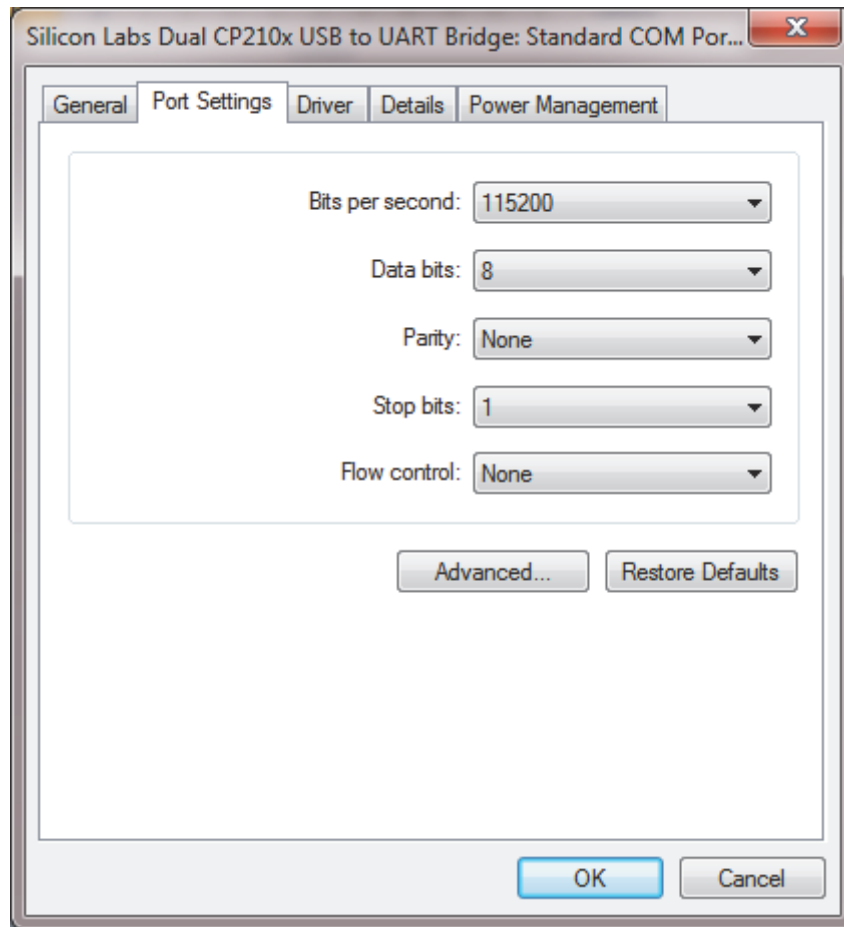 Silicon Labs Dual CP210x USB to UART Bridge: Standard COM Por...
General Port Settings Driver Details Power Management
Bits per second: 115200
Data bits: 8
Parity: None
Stop bits: 1
Flow control: None
Advanced... Restore Defaults
OK Cancel